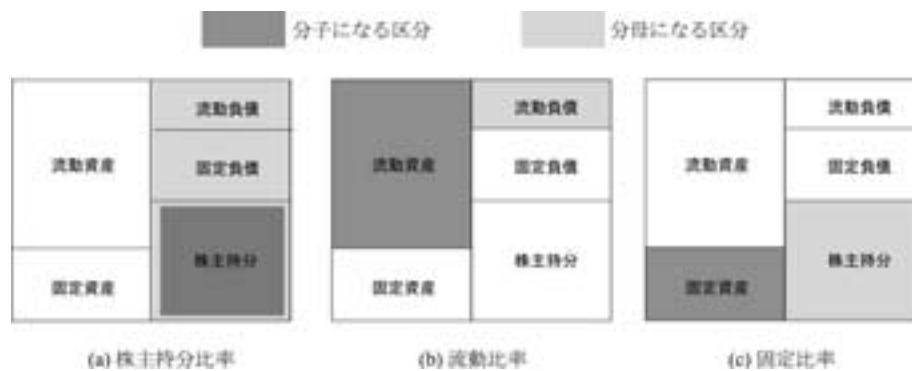 分子になる区分
分母になる区分
流動負債
流動資産
固定負債
株主持分
固定資産
(a) 株主持分比率
流動負債
流動資産
固定負債
株主持分
固定資産
(b) 流動比率
流動負債
流動資産
固定負債
株主持分
固定資産
(c) 固定比率